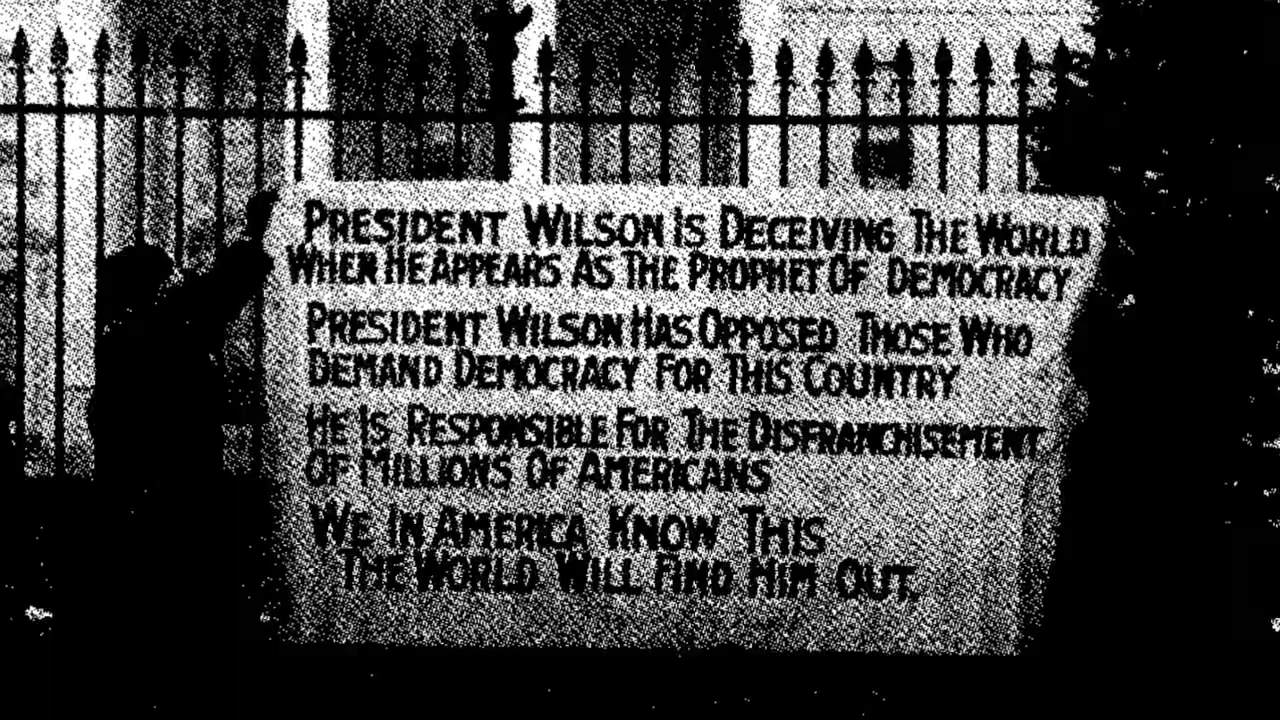 PRESIDENT WILSON IS DECEIVING THE WORLD
WHEN HE APPEARS AS THE PROPHET OF DEMOCRACY
PRESIDENT WILSON HAS OPPOSED THOSE WHO
DEMAND DEMOCRACY FOR THIS COUNTRY
HE IS RESPONSIBLE FOR THE DISFRANCHISEMENT
OF MILLIONS OF AMERICANS
WE IN AMERICA KNOW THIS
THE WORLD WILL FIND HIM OUT.